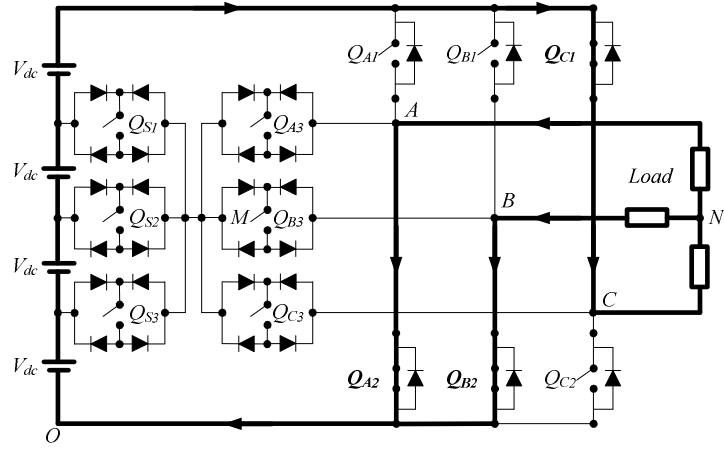 Q_A1 Q_B1 Q_C1
V_dc
Q_S1 Q_A3 A
V_dc
Load
Q_S2 M Q_B3 B N
V_dc
Q_S3 Q_C3 C
V_dc Q_A2 Q_B2 Q_C2
O